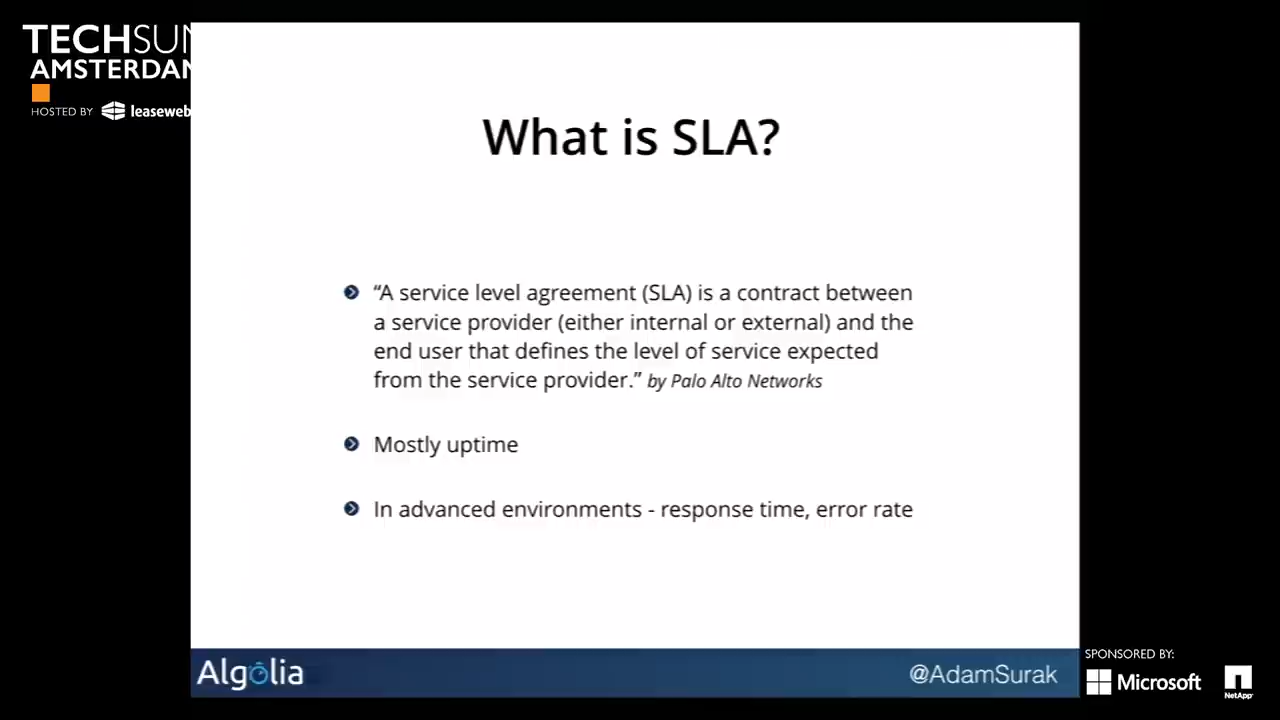 TECHSUM
AMSTERDAM
HOSTED BY leaseweb
What is SLA?
“A service level agreement (SLA) is a contract between
a service provider (either internal or external) and the
end user that defines the level of service expected
from the service provider.” by Palo Alto Networks
Mostly uptime
In advanced environments - response time, error rate
Algolia
@AdamSurak
SPONSORED BY:
Microsoft
NetApp